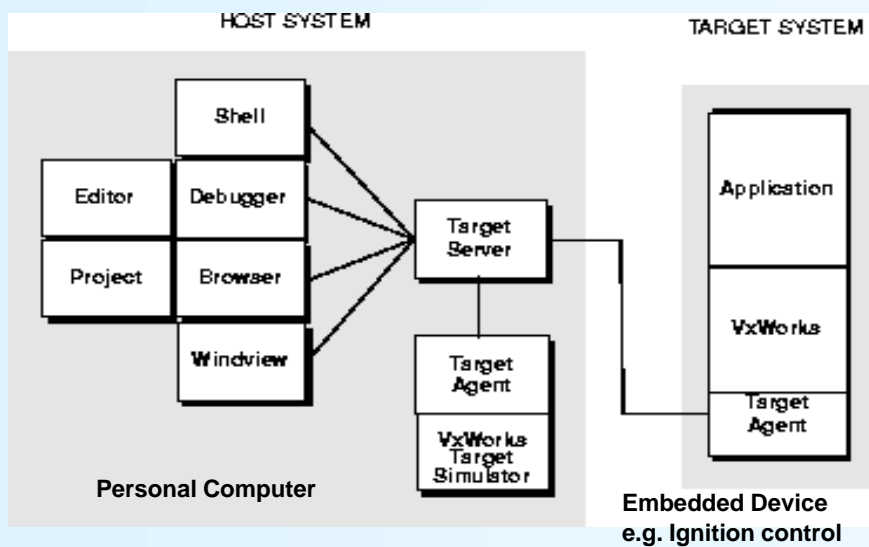 HOST SYSTEM
TARGET SYSTEM
Shell
Editor
Debugger
Project
Browser
Windview
Target
Server
Target
Agent
VxWorks
Target
Simulator
Personal Computer
Application
VxWorks
Target
Agent
Embedded Device
e.g. Ignition control